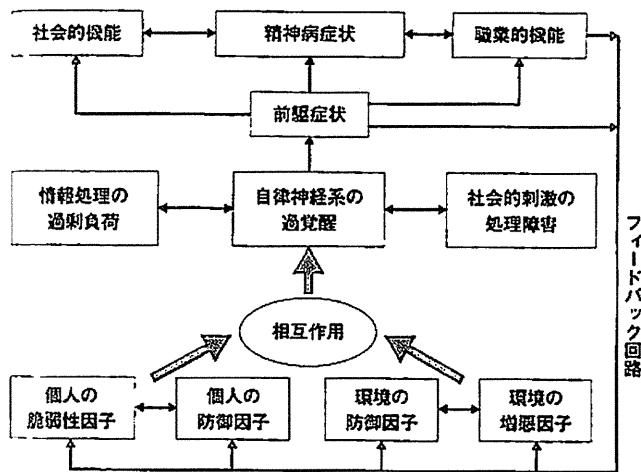 社会的機能
精神病症状
職業的機能
前駆症状
情報処理の
過剰負荷
自律神経系の
過覚醒
社会的刺激の
処理障害
フィードバック回路
相互作用
個人の
脆弱性因子
個人の
防御因子
環境の
防御因子
環境の
増悪因子